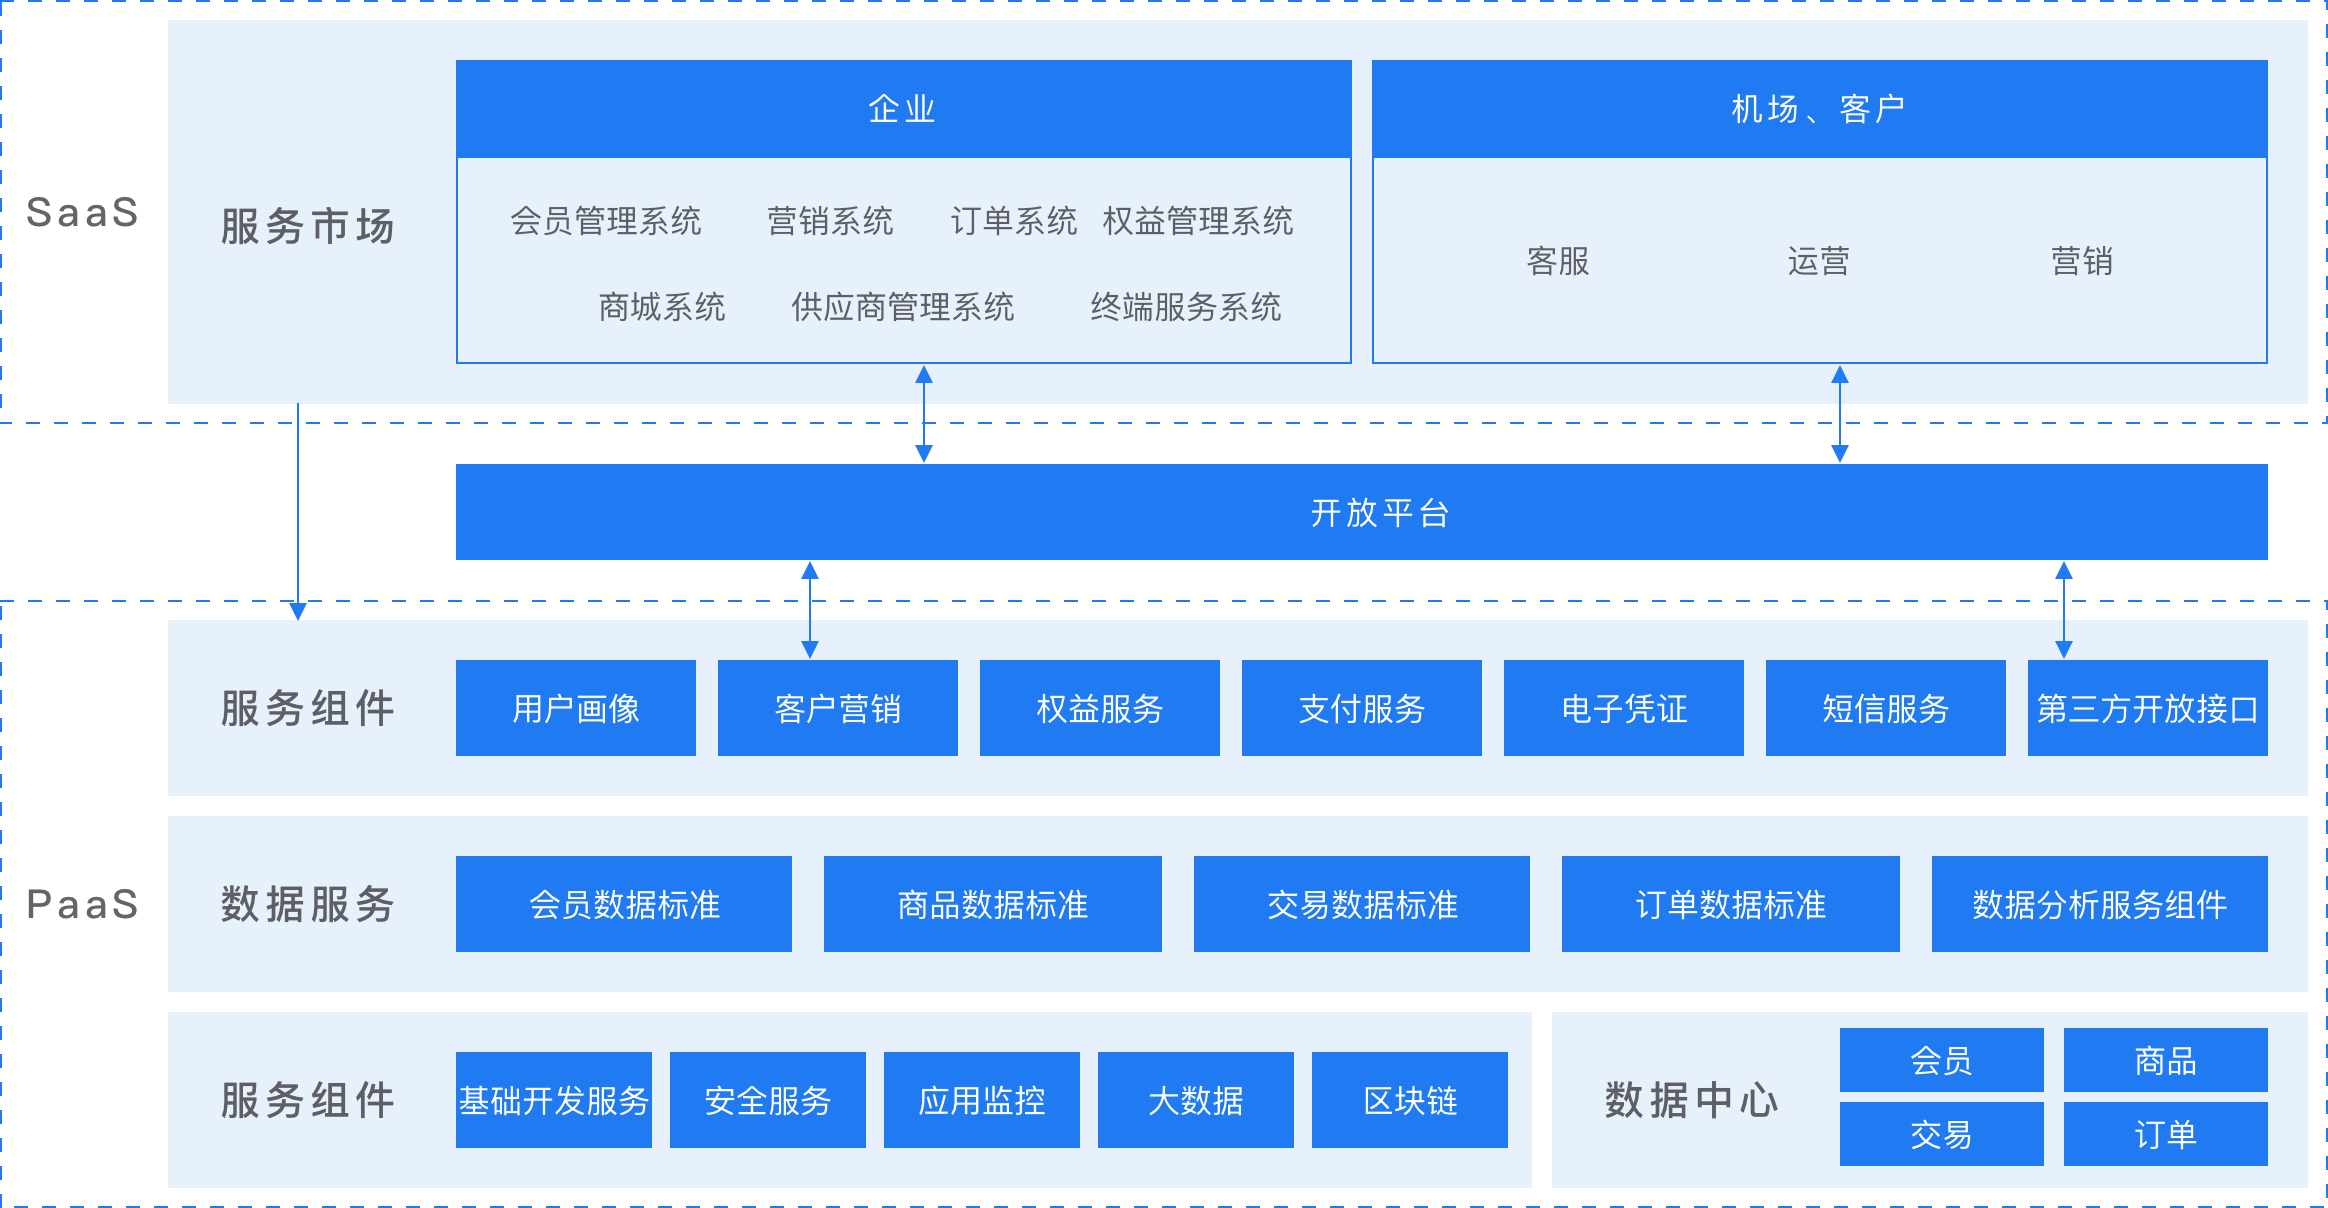 SaaS
服务市场
企业
会员管理系统 营销系统 订单系统 权益管理系统
商城系统 供应商管理系统 终端服务系统
机场、客户
客服 运营 营销
开放平台
PaaS
服务组件
用户画像 客户营销 权益服务 支付服务 电子凭证 短信服务 第三方开放接口
数据服务
会员数据标准 商品数据标准 交易数据标准 订单数据标准 数据分析服务组件
服务组件
基础开发服务 安全服务 应用监控 大数据 区块链
数据中心
会员 商品
交易 订单